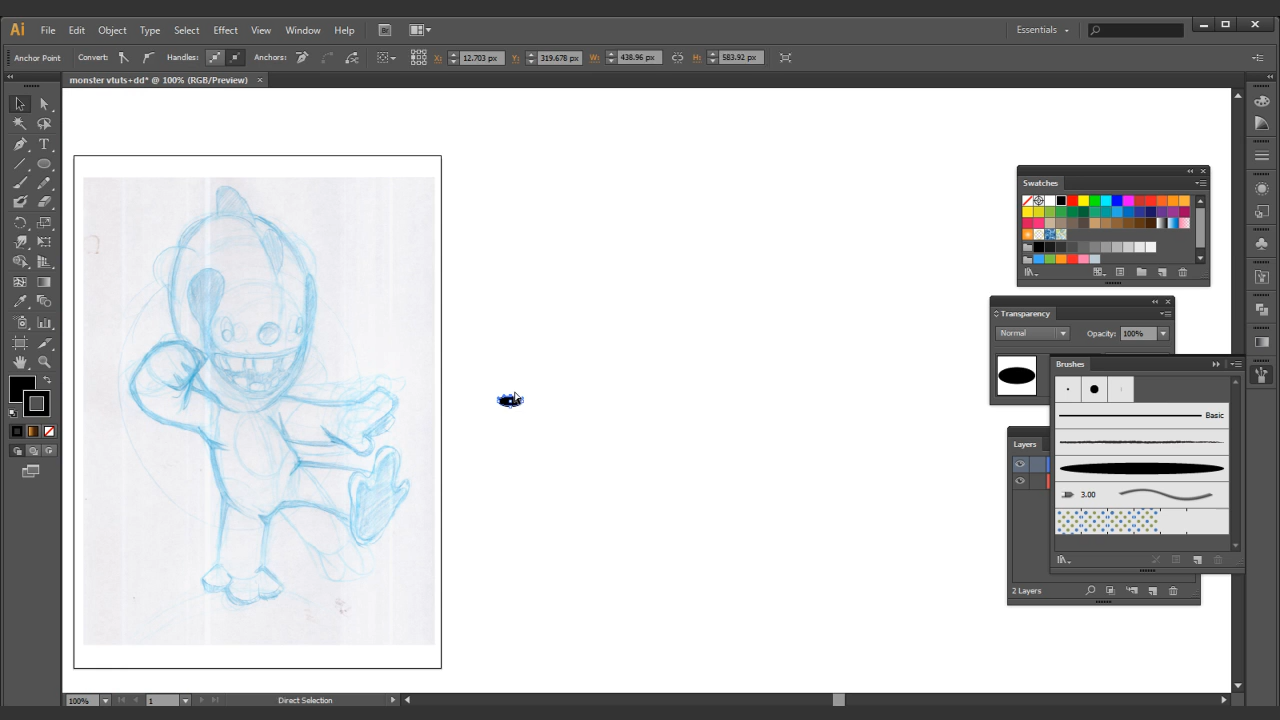 Ai File Edit Object Type Select Effect View Window Help Essentials
Anchor Point Convert: Handles: Anchors: X: 12.703 px Y: 319.678 px W: 438.96 px H: 583.92 px
monster vtuts+dd* @ 100% (RGB/Preview)
Swatches
Transparency
Normal Opacity: 100%
Brushes
Basic
Layers
3.00
2 Layers
100% 1 Direct Selection